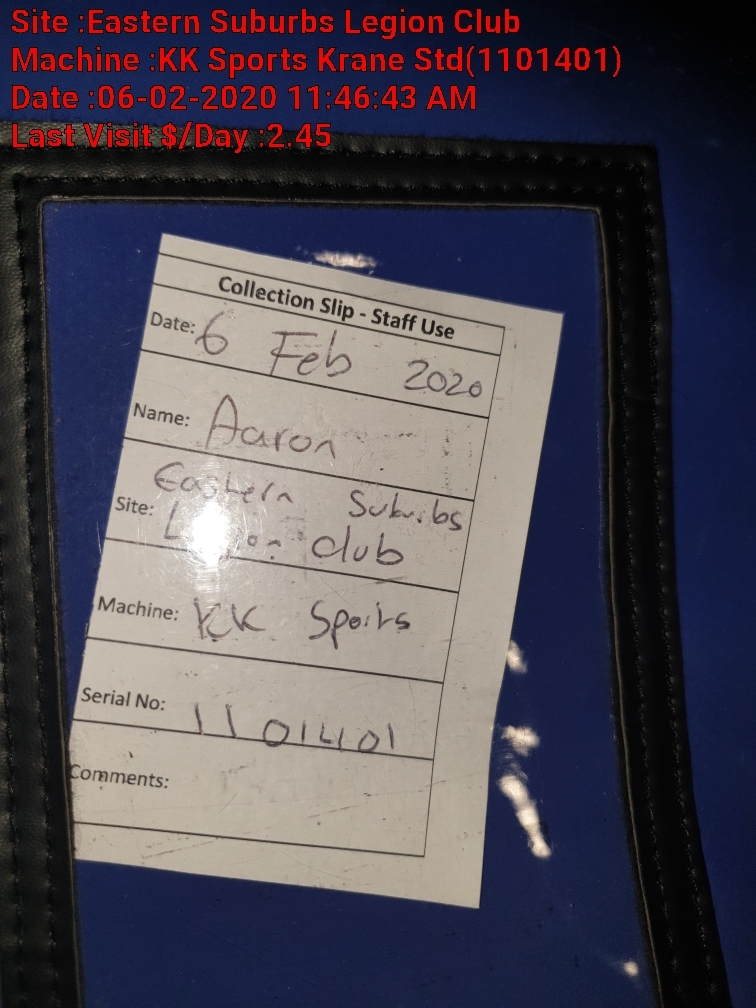 Site :Eastern Suburbs Legion Club
Machine :KK Sports Krane Std(1101401)
Date :06-02-2020 11:46:43 AM
Last Visit $/Day :2.45
Collection Slip - Staff Use
Date: 6 Feb 2020
Name: Aaron
Eastern Suburbs
Site: Legion Club
Machine: KK Sports
Serial No: 1101401
Comments: